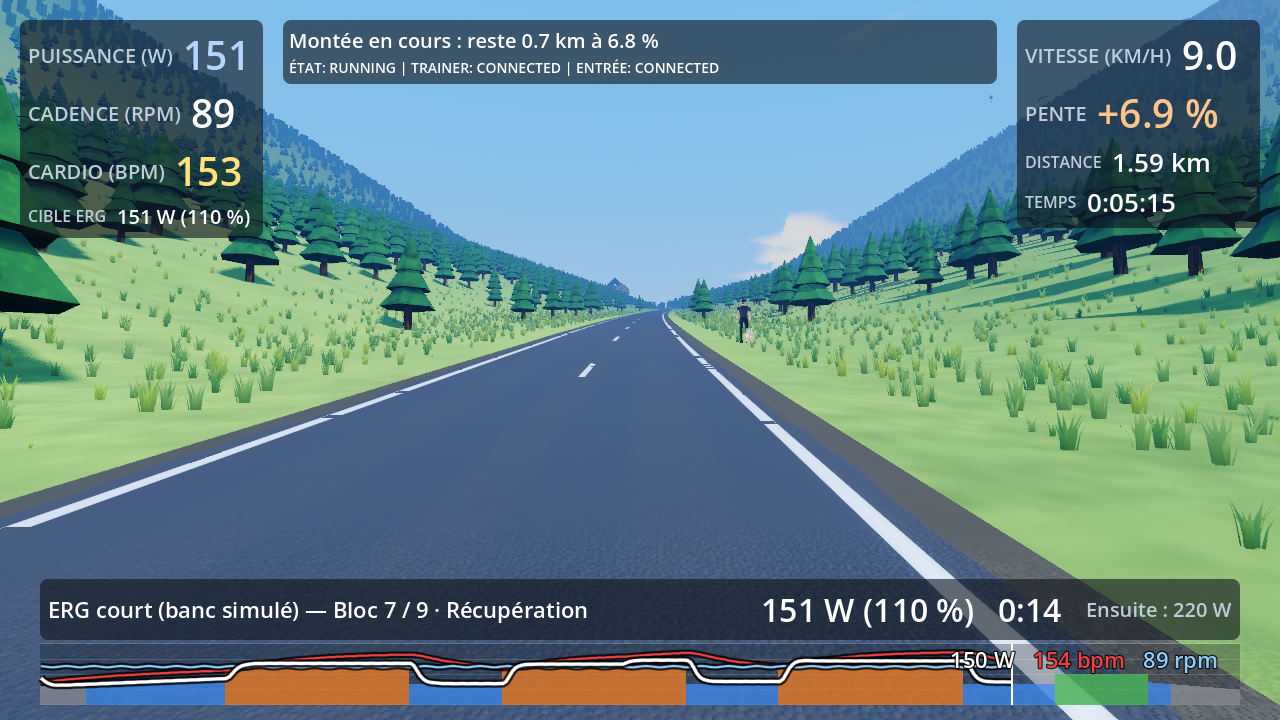 PUISSANCE (W) 151
CADENCE (RPM) 89
CARDIO (BPM) 153
CIBLE ERG 151 W (110 %)
Montée en cours : reste 0.7 km à 6.8 %
ÉTAT: RUNNING | TRAINER: CONNECTED | ENTRÉE: CONNECTED
VITESSE (KM/H) 9.0
PENTE +6.9 %
DISTANCE 1.59 km
TEMPS 0:05:15
ERG court (banc simulé) — Bloc 7 / 9 · Récupération 151 W (110 %) 0:14 Ensuite : 220 W
150 W 154 bpm 89 rpm